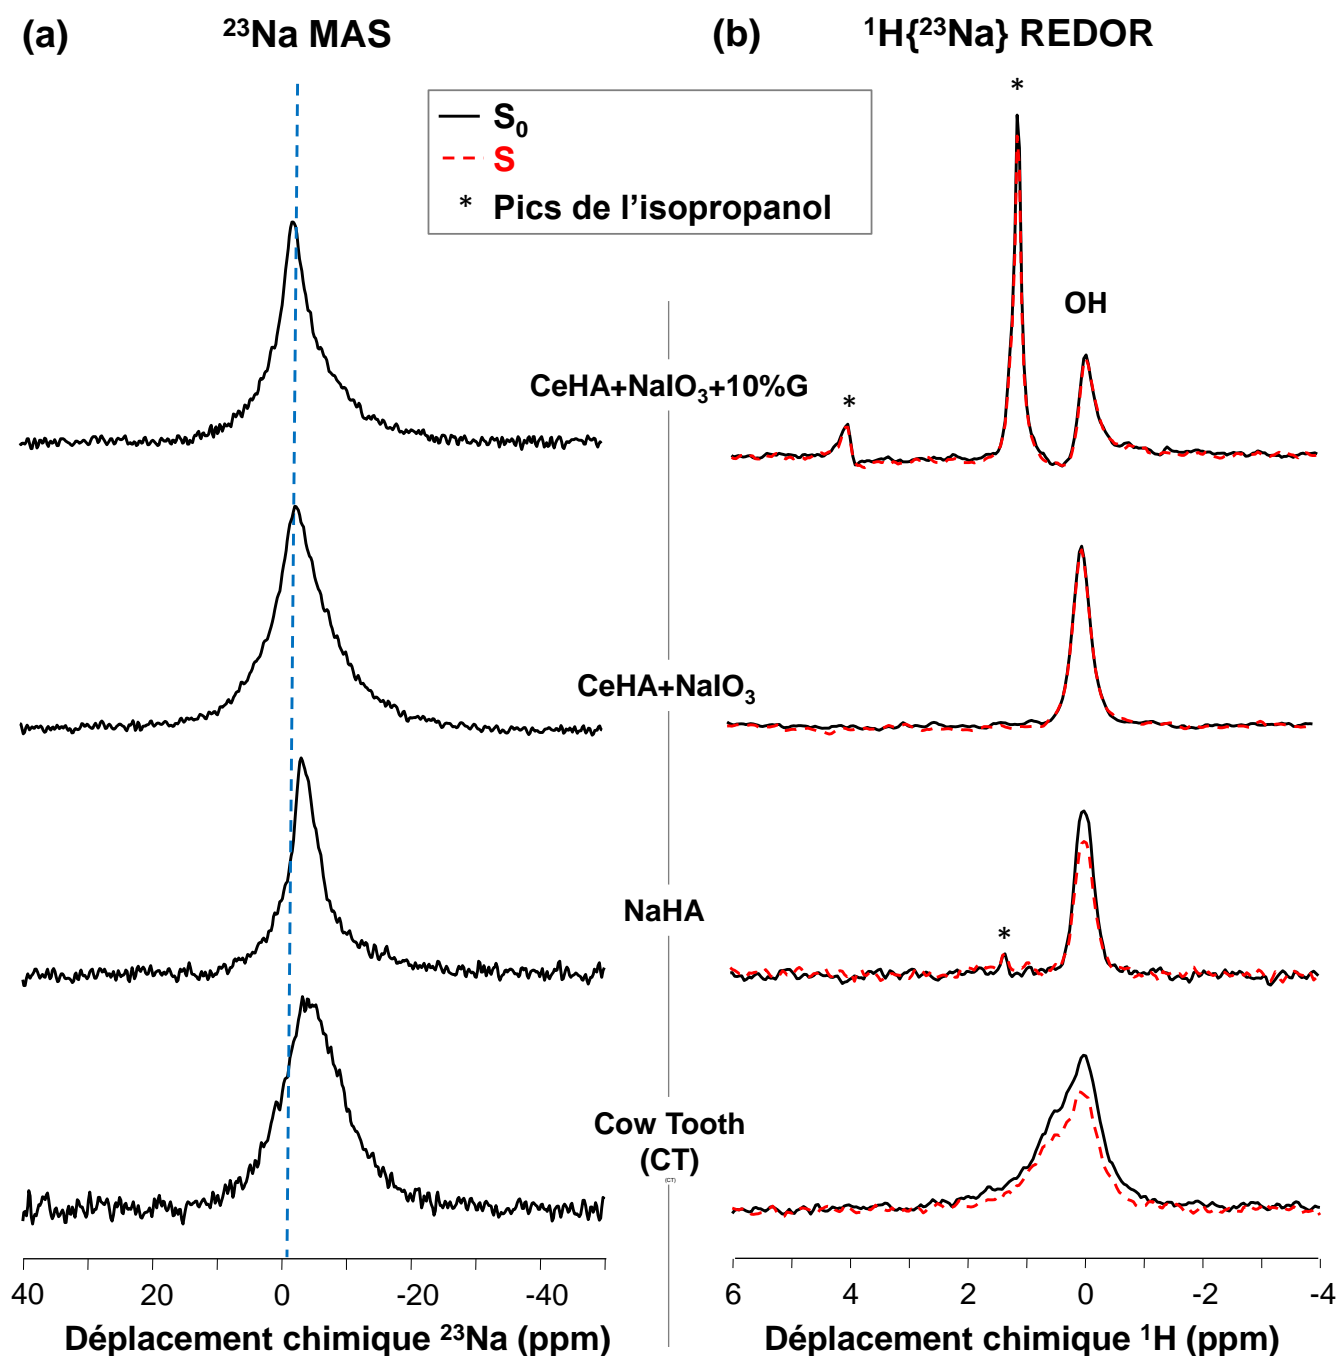 (a) ²³Na MAS
(b) ¹H{²³Na} REDOR
S₀
S
* Pics de l’isopropanol
*
OH
CeHA+NaIO₃+10%G
*
CeHA+NaIO₃
NaHA
*
Cow Tooth
(CT)
(CT)
40 20 0 -20 -40
6 4 2 0 -2 -4
Déplacement chimique ²³Na (ppm)
Déplacement chimique ¹H (ppm)